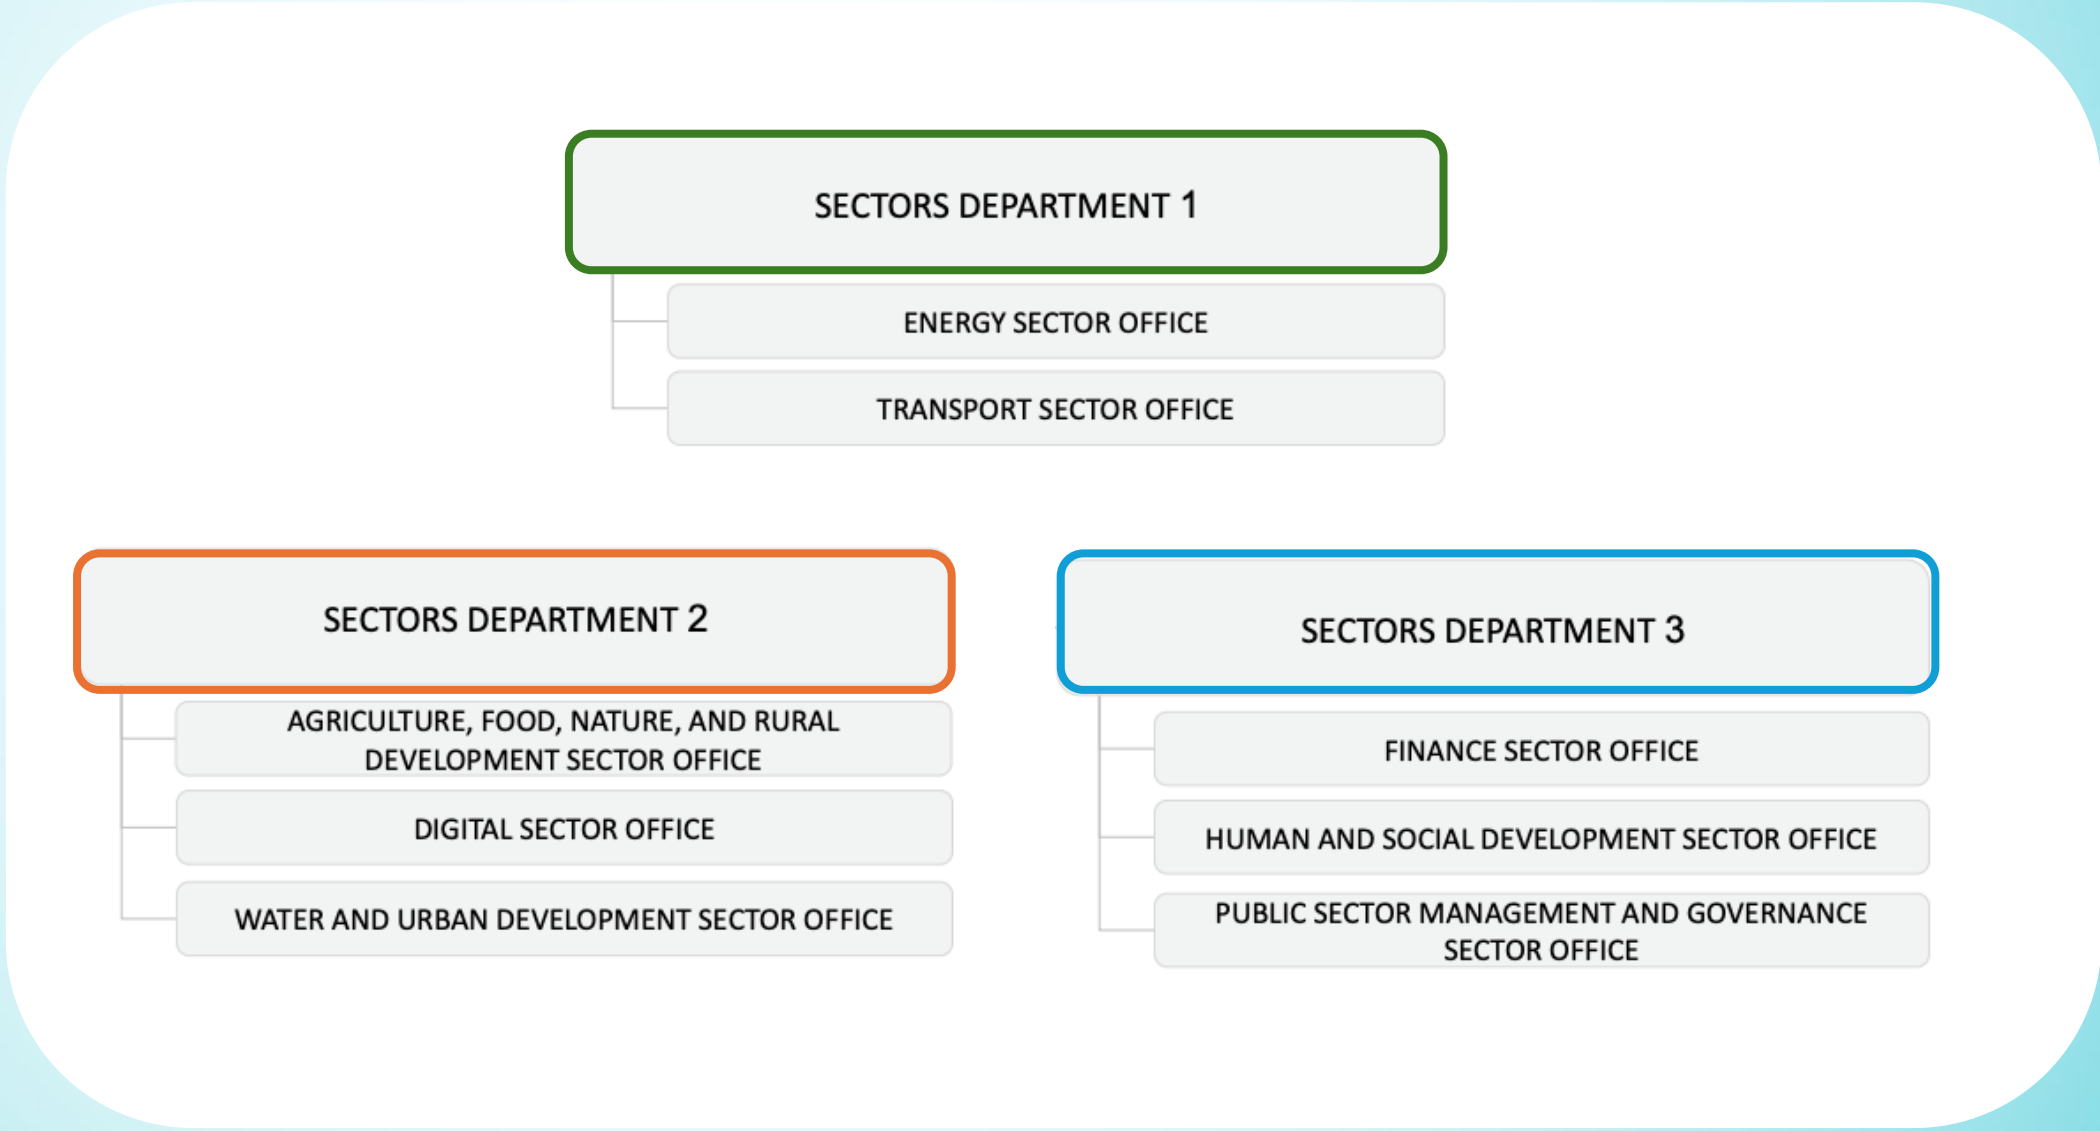 SECTORS DEPARTMENT 1
ENERGY SECTOR OFFICE
TRANSPORT SECTOR OFFICE
SECTORS DEPARTMENT 2
AGRICULTURE, FOOD, NATURE, AND RURAL
DEVELOPMENT SECTOR OFFICE
DIGITAL SECTOR OFFICE
WATER AND URBAN DEVELOPMENT SECTOR OFFICE
SECTORS DEPARTMENT 3
FINANCE SECTOR OFFICE
HUMAN AND SOCIAL DEVELOPMENT SECTOR OFFICE
PUBLIC SECTOR MANAGEMENT AND GOVERNANCE
SECTOR OFFICE